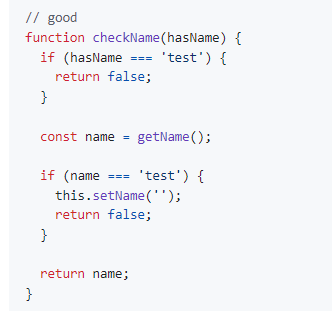 // good
function checkName(hasName) {
  if (hasName === 'test') {
    return false;
  }

  const name = getName();

  if (name === 'test') {
    this.setName('');
    return false;
  }

  return name;
}